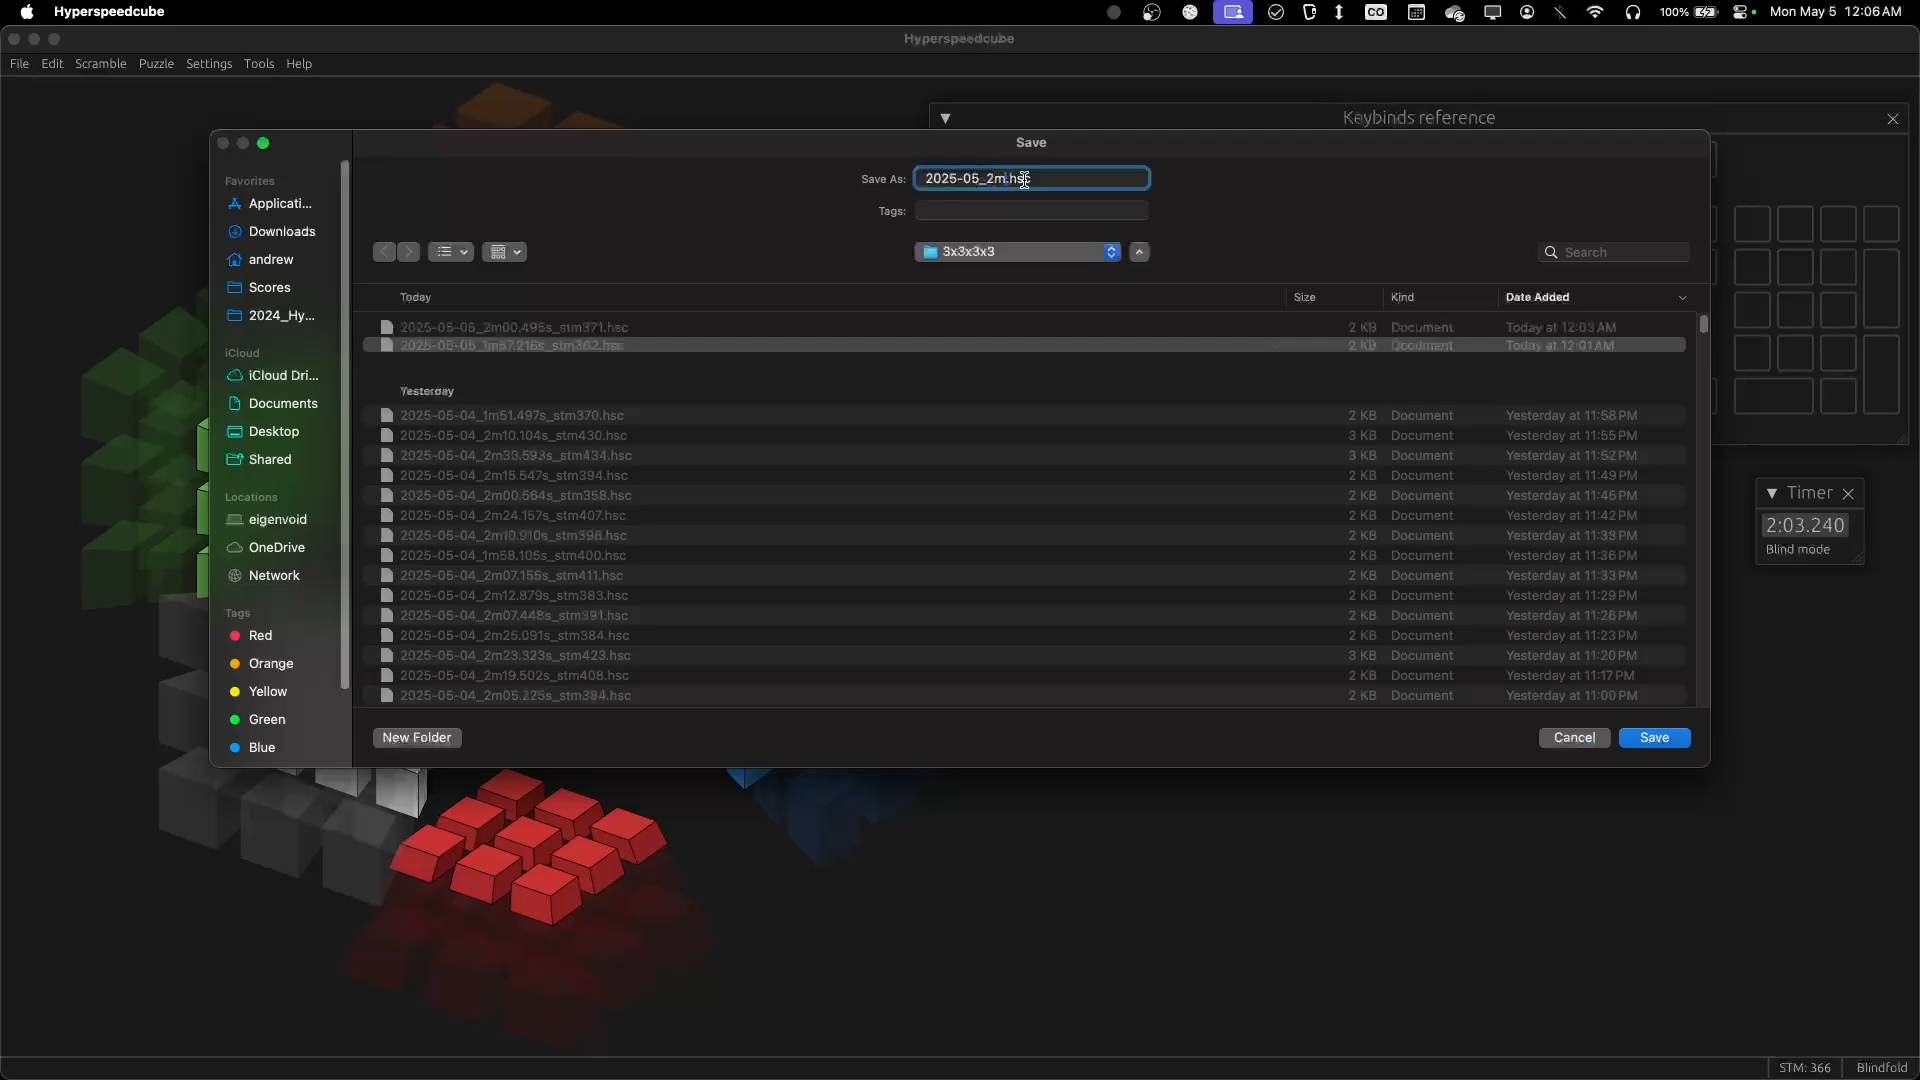 Hyperspeedcube
CO
100%
Mon May 5 12:06 AM
Hyperspeedcube
File Edit Scramble Puzzle Settings Tools Help
Keybinds reference
Save
Save As: 2025-05_2m.hsc
Tags:
3x3x3x3
Search
Favorites
Applicati...
Downloads
andrew
Scores
2024_Hy...
iCloud
iCloud Dri...
Documents
Desktop
Shared
Locations
eigenvoid
OneDrive
Network
Tags
Red
Orange
Yellow
Green
Blue
Today Size Kind Date Added
2025-05-05_2m00.495s_stm371.hsc 2 KB Document Today at 12:03 AM
2025-05-05_1m57.216s_stm362.hsc 2 KB Document Today at 12:01 AM
Yesterday
2025-05-04_1m51.497s_stm370.hsc 2 KB Document Yesterday at 11:58 PM
2025-05-04_2m10.104s_stm430.hsc 3 KB Document Yesterday at 11:55 PM
2025-05-04_2m33.593s_stm434.hsc 3 KB Document Yesterday at 11:52 PM
2025-05-04_2m15.547s_stm394.hsc 2 KB Document Yesterday at 11:49 PM
2025-05-04_2m00.564s_stm358.hsc 2 KB Document Yesterday at 11:45 PM
2025-05-04_2m24.157s_stm407.hsc 2 KB Document Yesterday at 11:42 PM
2025-05-04_2m10.910s_stm398.hsc 2 KB Document Yesterday at 11:39 PM
2025-05-04_1m58.105s_stm400.hsc 2 KB Document Yesterday at 11:36 PM
2025-05-04_2m07.155s_stm411.hsc 2 KB Document Yesterday at 11:33 PM
2025-05-04_2m12.879s_stm383.hsc 2 KB Document Yesterday at 11:29 PM
2025-05-04_2m07.448s_stm391.hsc 2 KB Document Yesterday at 11:26 PM
2025-05-04_2m25.091s_stm384.hsc 2 KB Document Yesterday at 11:23 PM
2025-05-04_2m23.323s_stm423.hsc 3 KB Document Yesterday at 11:20 PM
2025-05-04_2m19.502s_stm408.hsc 2 KB Document Yesterday at 11:17 PM
2025-05-04_2m05.225s_stm384.hsc 2 KB Document Yesterday at 11:00 PM
New Folder Cancel Save
Timer
2:03.240
Blind mode
STM: 366 Blindfold